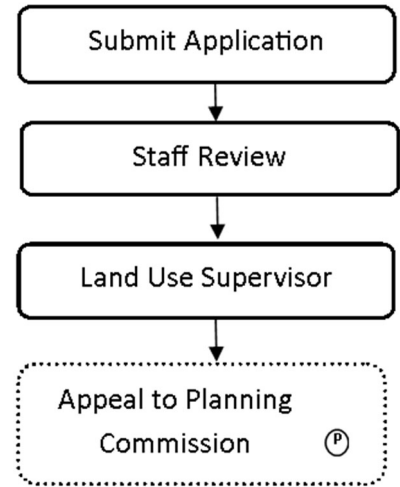 Submit Application
Staff Review
Land Use Supervisor
Appeal to Planning
Commission Ⓟ